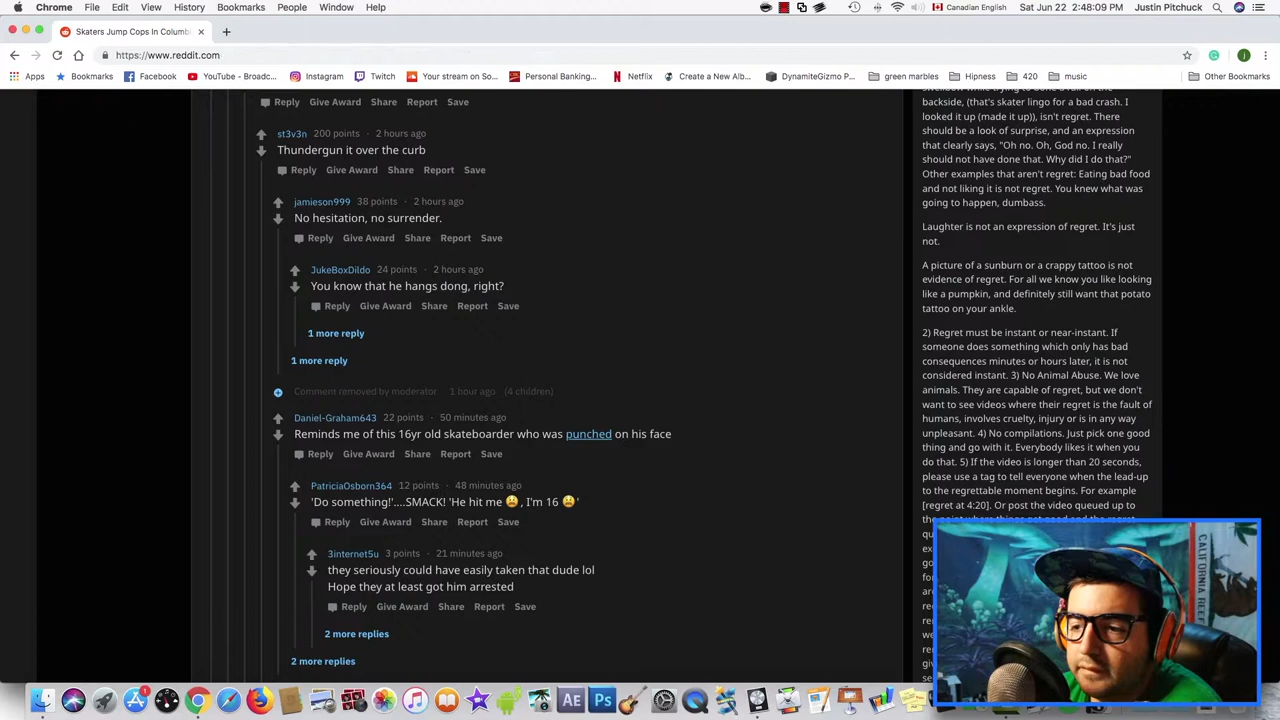 Chrome File Edit View History Bookmarks People Window Help Canadian English Sat Jun 22 2:48:09 PM Justin Pitchuck
Skaters Jump Cops In Columb
https://www.reddit.com
Apps Bookmarks Facebook YouTube - Broadc... Instagram Twitch Your stream on So... Personal Banking... Netflix Create a New Alb... DynamiteGizmo P... green marbles Hipness 420 music Other Bookmarks
Reply Give Award Share Report Save
st3v3n 200 points · 2 hours ago
Thundergun it over the curb
Reply Give Award Share Report Save
jamieson999 38 points · 2 hours ago
No hesitation, no surrender.
Reply Give Award Share Report Save
JukeBoxDildo 24 points · 2 hours ago
You know that he hangs dong, right?
Reply Give Award Share Report Save
1 more reply
1 more reply
Comment removed by moderator 1 hour ago (4 children)
Daniel-Graham643 22 points · 50 minutes ago
Reminds me of this 16yr old skateboarder who was punched on his face
Reply Give Award Share Report Save
PatriciaOsborn364 12 points · 48 minutes ago
'Do something!'....SMACK! 'He hit me 😩, I'm 16 😩'
Reply Give Award Share Report Save
3internet5u 3 points · 21 minutes ago
they seriously could have easily taken that dude lol
Hope they at least got him arrested
Reply Give Award Share Report Save
2 more replies
2 more replies
backside, (that's skater lingo for a bad crash. I
looked it up (made it up)), isn't regret. There
should be a look of surprise, and an expression
that clearly says, "Oh no. Oh, God no. I really
should not have done that. Why did I do that?"
Other examples that aren't regret: Eating bad food
and not liking it is not regret. You knew what was
going to happen, dumbass.
Laughter is not an expression of regret. It's just
not.
A picture of a sunburn or a crappy tattoo is not
evidence of regret. For all we know you like looking
like a pumpkin, and definitely still want that potato
tattoo on your ankle.
2) Regret must be instant or near-instant. If
someone does something which only has bad
consequences minutes or hours later, it is not
considered instant. 3) No Animal Abuse. We love
animals. They are capable of regret, but we don't
want to see videos where their regret is the fault of
humans, involves cruelty, injury or is in any way
unpleasant. 4) No compilations. Just pick one good
thing and go with it. Everybody likes it when you
do that. 5) If the video is longer than 20 seconds,
please use a tag to tell everyone when the lead-up
to the regrettable moment begins. For example
[regret at 4:20]. Or post the video queued up to
CALIFORNIA REEF